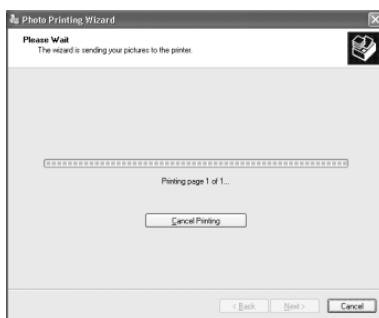 Photo Printing Wizard
Please Wait
The wizard is sending your pictures to the printer.
Printing page 1 of 1...
Cancel Printing
< Back Next > Cancel